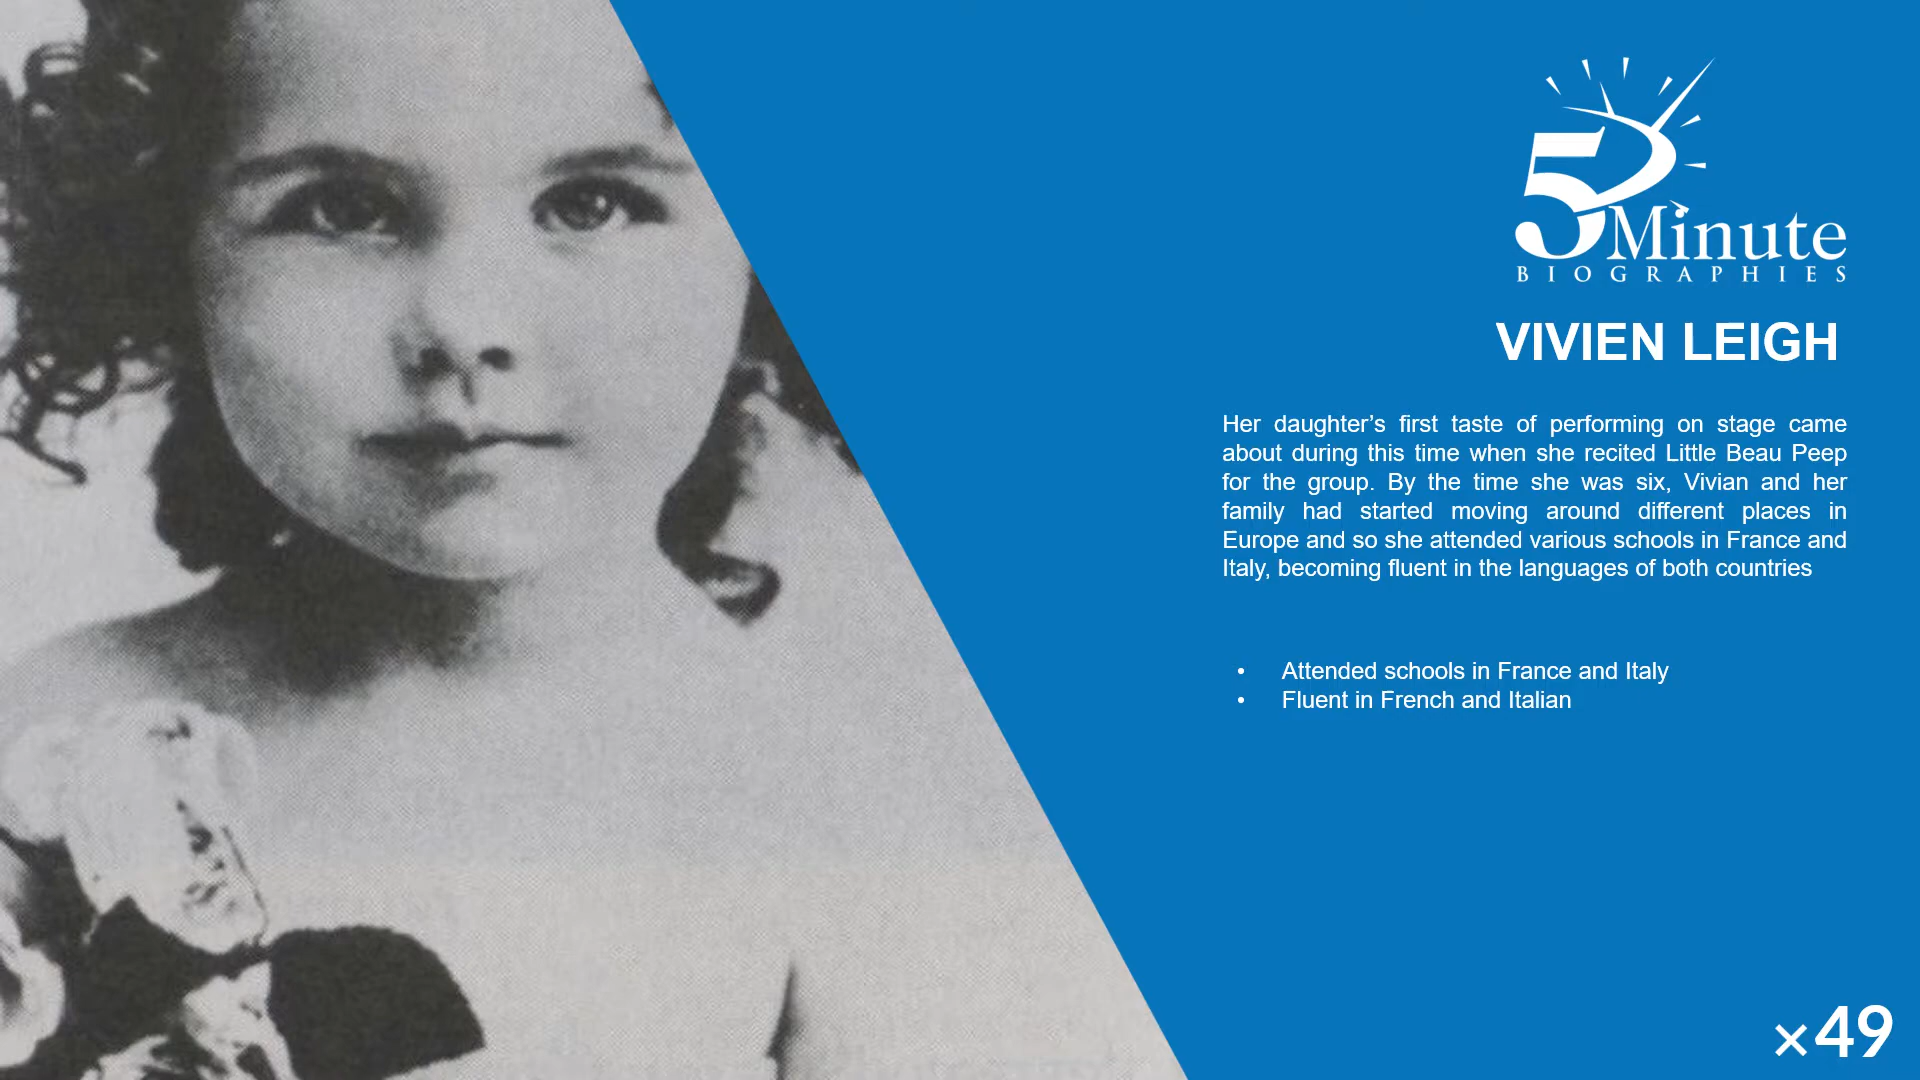 5 Minute
BIOGRAPHIES
VIVIEN LEIGH
Her daughter’s first taste of performing on stage came
about during this time when she recited Little Beau Peep
for the group. By the time she was six, Vivian and her
family had started moving around different places in
Europe and so she attended various schools in France and
Italy, becoming fluent in the languages of both countries
• Attended schools in France and Italy
• Fluent in French and Italian
×49